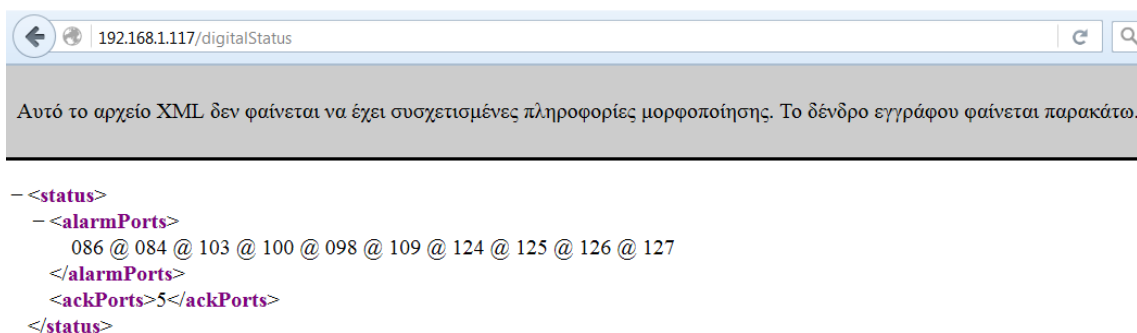 192.168.1.117/digitalStatus
Αυτό το αρχείο XML δεν φαίνεται να έχει συσχετισμένες πληροφορίες μορφοποίησης. Το δένδρο εγγράφου φαίνεται παρακάτω.
−<status>
−<alarmPorts>
086 @ 084 @ 103 @ 100 @ 098 @ 109 @ 124 @ 125 @ 126 @ 127
</alarmPorts>
<ackPorts>5</ackPorts>
</status>